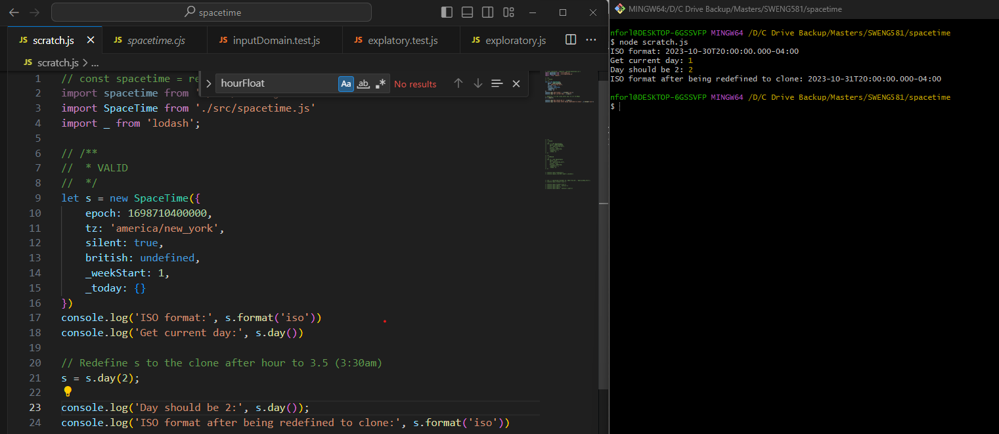 spacetime
JS scratch.js
JS spacetime.cjs
JS inputDomain.test.js
JS explatory.test.js
JS exploratory.js
JS scratch.js > ...
hourFloat
Aa ab .* No results
1 // const spacetime = re
2 import spacetime from '
3 import SpaceTime from './src/spacetime.js'
4 import _ from 'lodash';
5
6 // /**
7 //  * VALID
8 //  */
9 let s = new SpaceTime({
10     epoch: 1698710400000,
11     tz: 'america/new_york',
12     silent: true,
13     british: undefined,
14     _weekStart: 1,
15     _today: {}
16 })
17 console.log('ISO format:', s.format('iso'))
18 console.log('Get current day:', s.day())
19
20 // Redefine s to the clone after hour to 3.5 (3:30am)
21 s = s.day(2);
22
23 console.log('Day should be 2:', s.day());
24 console.log('ISO format after being redefined to clone:', s.format('iso'))
MINGW64:/D/C Drive Backup/Masters/SWENG581/spacetime
nforl@DESKTOP-6GSSVFP MINGW64 /D/C Drive Backup/Masters/SWENG581/spacetime
$ node scratch.js
ISO format: 2023-10-30T20:00:00.000-04:00
Get current day: 1
Day should be 2: 2
ISO format after being redefined to clone: 2023-10-31T20:00:00.000-04:00
nforl@DESKTOP-6GSSVFP MINGW64 /D/C Drive Backup/Masters/SWENG581/spacetime
$